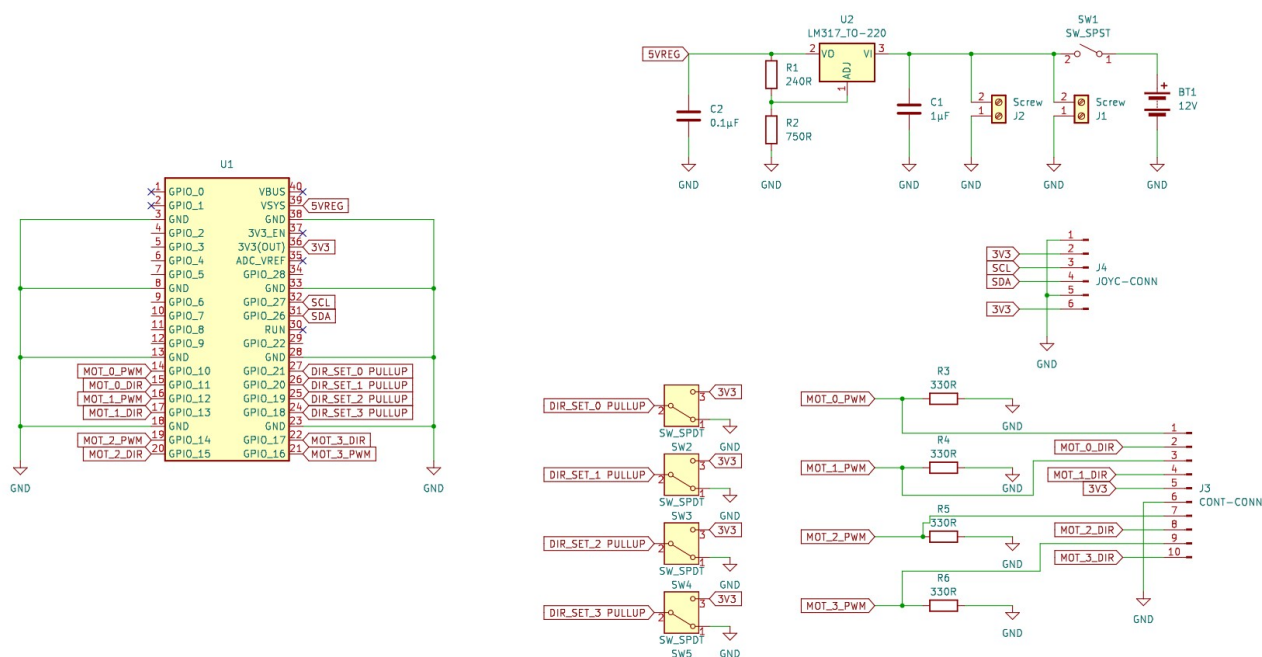 U2
LM317_TO-220
SW1
SW_SPST
5VREG
2 VO VI 3
ADJ
1
2 1
R1
240R
R2
750R
C2
0.1µF
C1
1µF
2 Screw
1 J2
2 Screw
1 J1
+
BT1
12V
GND
GND
GND
GND
GND
GND
U1
1 GPIO_0
2 GPIO_1
3 GND
4 GPIO_2
5 GPIO_3
6 GPIO_4
7 GPIO_5
8 GND
9 GPIO_6
10 GPIO_7
11 GPIO_8
12 GPIO_9
13 GND
MOT_0_PWM 14 GPIO_10
MOT_0_DIR 15 GPIO_11
MOT_1_PWM 16 GPIO_12
MOT_1_DIR 17 GPIO_13
18 GND
MOT_2_PWM 19 GPIO_14
MOT_2_DIR 20 GPIO_15
VBUS 40
VSYS 39 5VREG
GND 38
3V3_EN 37
3V3(OUT) 36 3V3
ADC_VREF 35
GPIO_28 34
GND 33
GPIO_27 32 SCL
GPIO_26 31 SDA
RUN 30
GPIO_22 29
GND 28
GPIO_21 27 DIR_SET_0 PULLUP
GPIO_20 26 DIR_SET_1 PULLUP
GPIO_19 25 DIR_SET_2 PULLUP
GPIO_18 24 DIR_SET_3 PULLUP
GND 23
GPIO_17 22 MOT_3_DIR
GPIO_16 21 MOT_3_PWM
GND
GND
1
3V3 2
SCL 3
SDA 4
5
3V3 6
J4
JOYC-CONN
GND
DIR_SET_0 PULLUP 2
3 3V3
1
SW_SPDT GND
SW2
DIR_SET_1 PULLUP 2
3 3V3
1
SW_SPDT GND
SW3
DIR_SET_2 PULLUP 2
3 3V3
1
SW_SPDT GND
SW4
DIR_SET_3 PULLUP 2
3 3V3
1
SW_SPDT GND
SW5
R3
330R
MOT_0_PWM
GND
R4
330R
MOT_1_PWM
GND
R5
330R
MOT_2_PWM
GND
R6
330R
MOT_3_PWM
GND
1
MOT_0_DIR 2
3
MOT_1_DIR 4
3V3 5
6
7
MOT_2_DIR 8
9
MOT_3_DIR 10
J3
CONT-CONN
GND